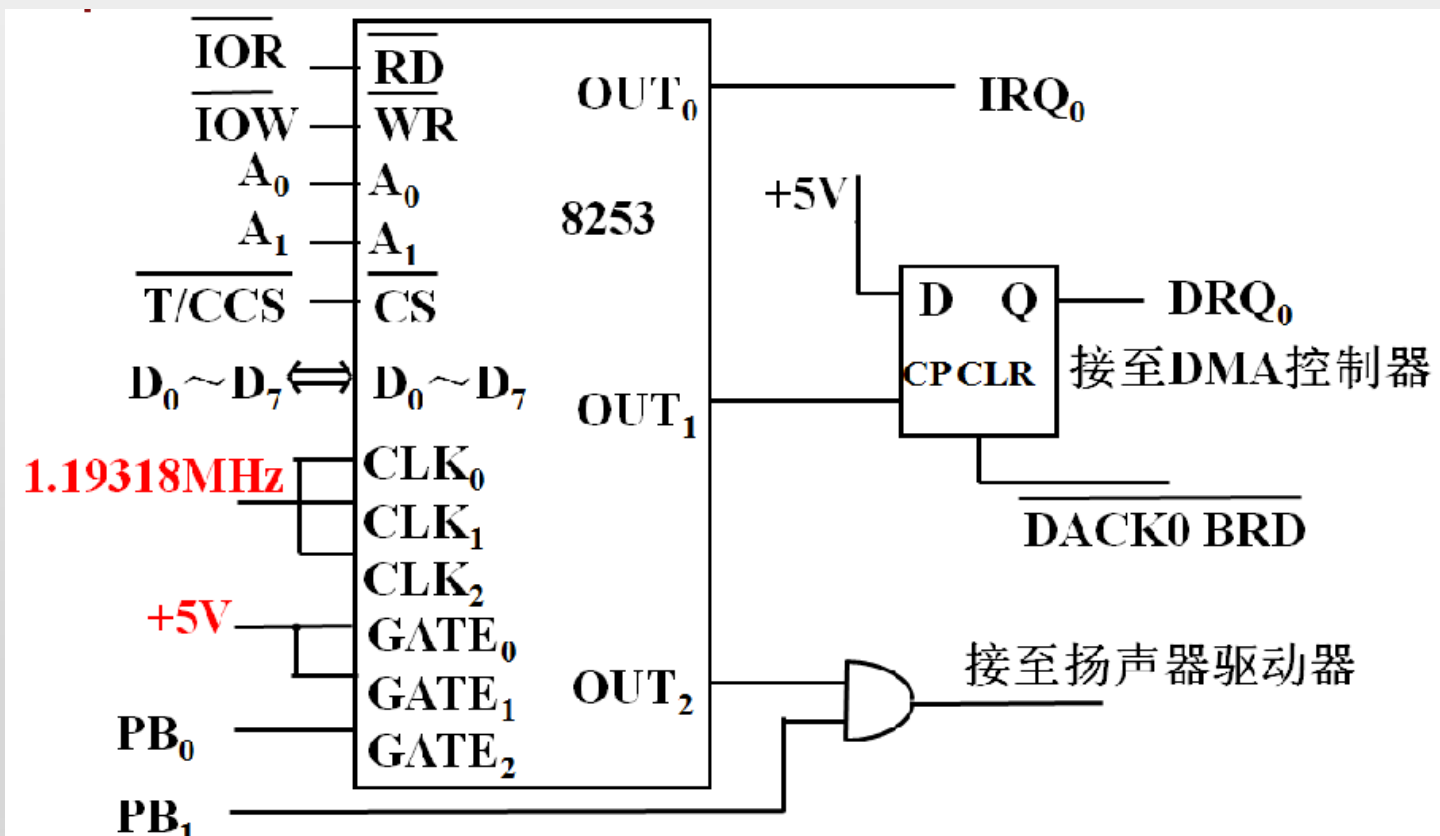 IOR
RD
OUT₀
IRQ₀
IOW
WR
A₀
A₀
+5V
8253
A₁
A₁
T/CCS
CS
D Q
DRQ₀
D₀～D₇
D₀～D₇
CP CLR
接至DMA控制器
OUT₁
1.19318MHz
CLK₀
CLK₁
DACK0 BRD
CLK₂
+5V
GATE₀
OUT₂
接至扬声器驱动器
GATE₁
PB₀
GATE₂
PB₁